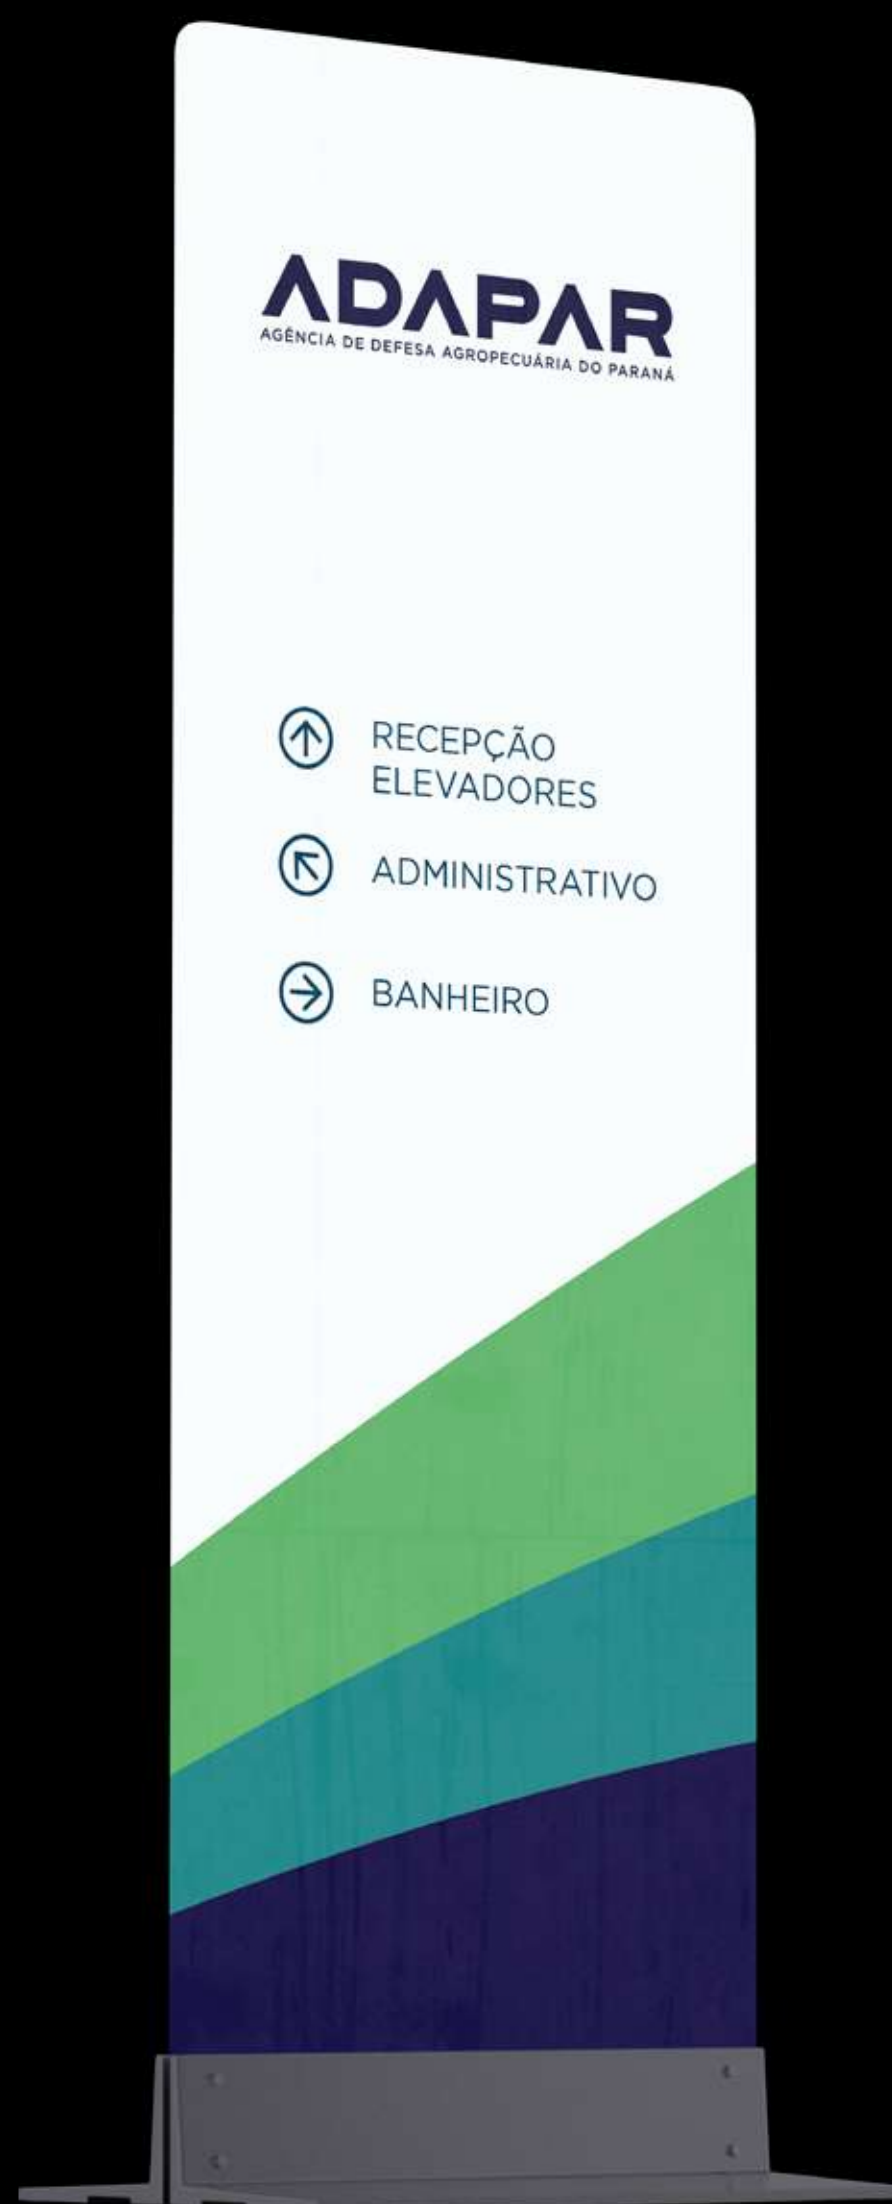 ADAPAR
AGÊNCIA DE DEFESA AGROPECUÁRIA DO PARANÁ
RECEPÇÃO
ELEVADORES
ADMINISTRATIVO
BANHEIRO